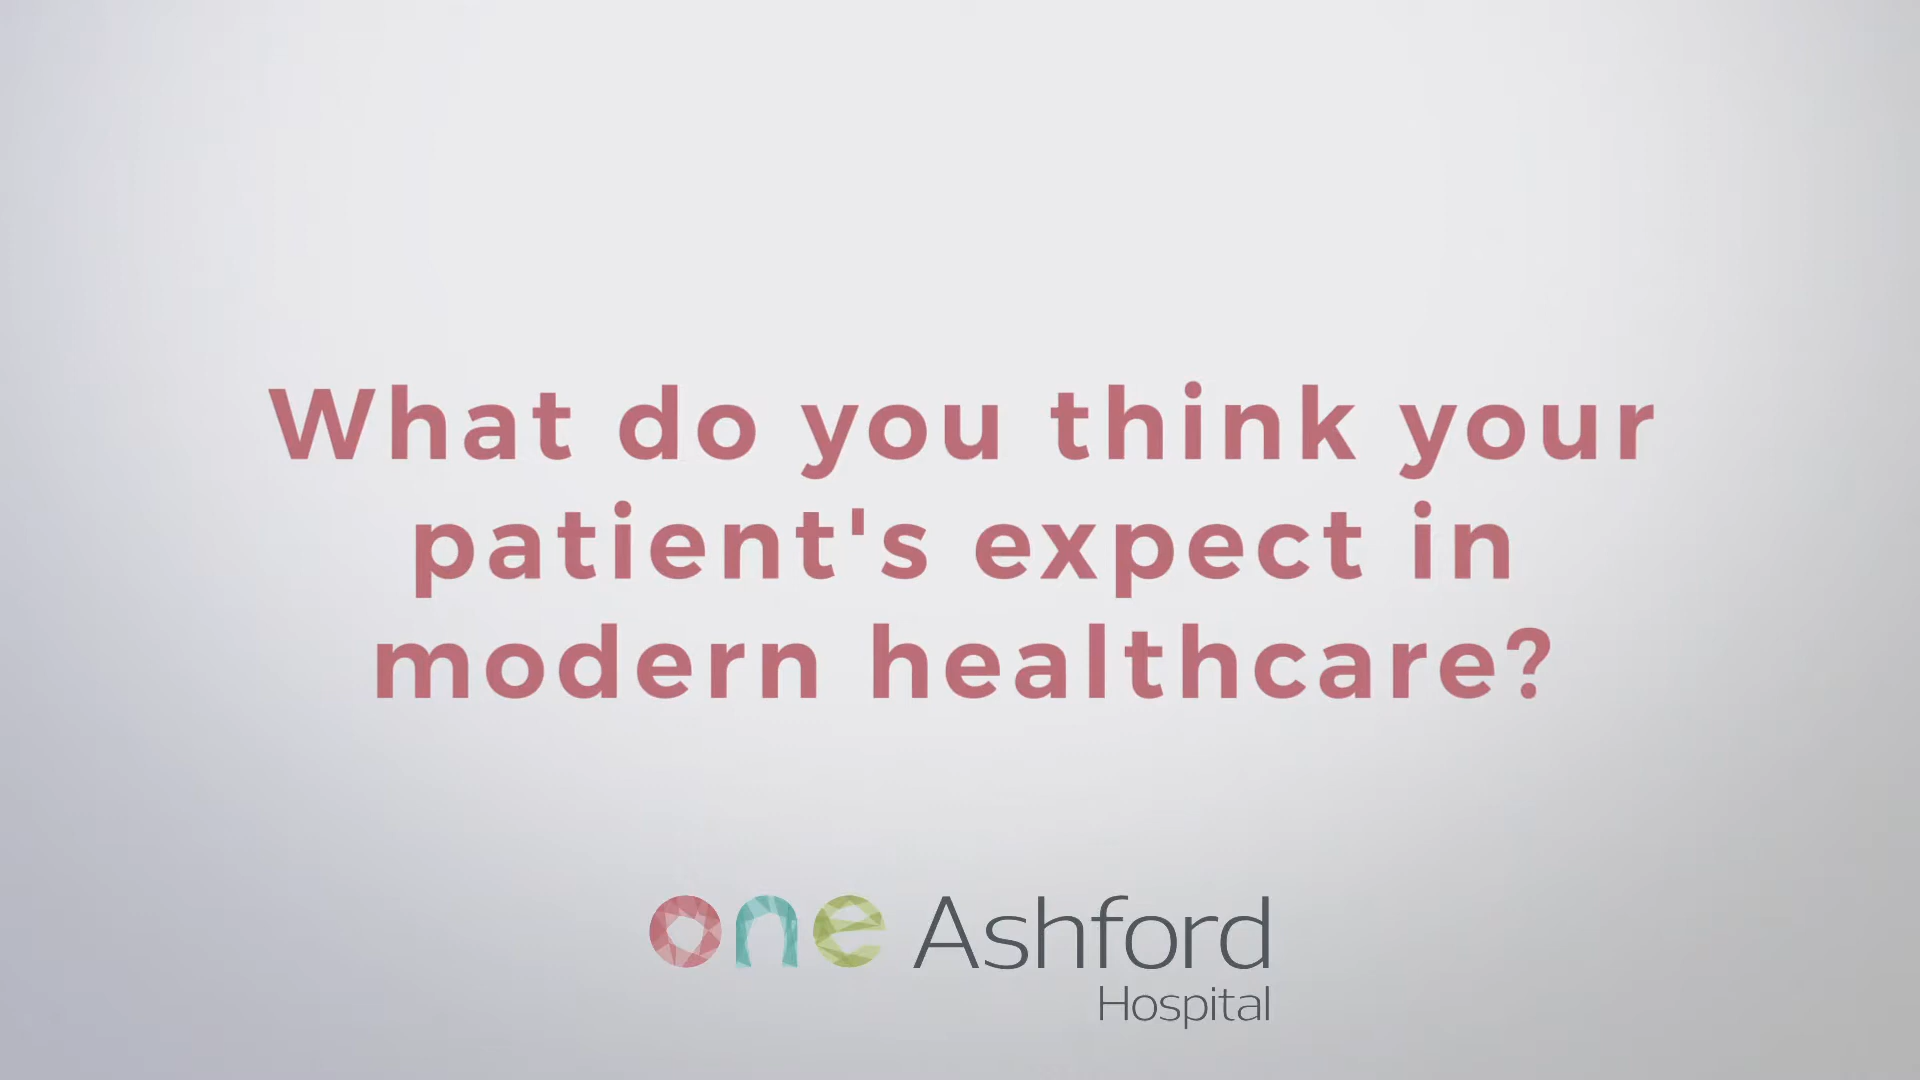 What do you think your
patient's expect in
modern healthcare?
one Ashford
Hospital